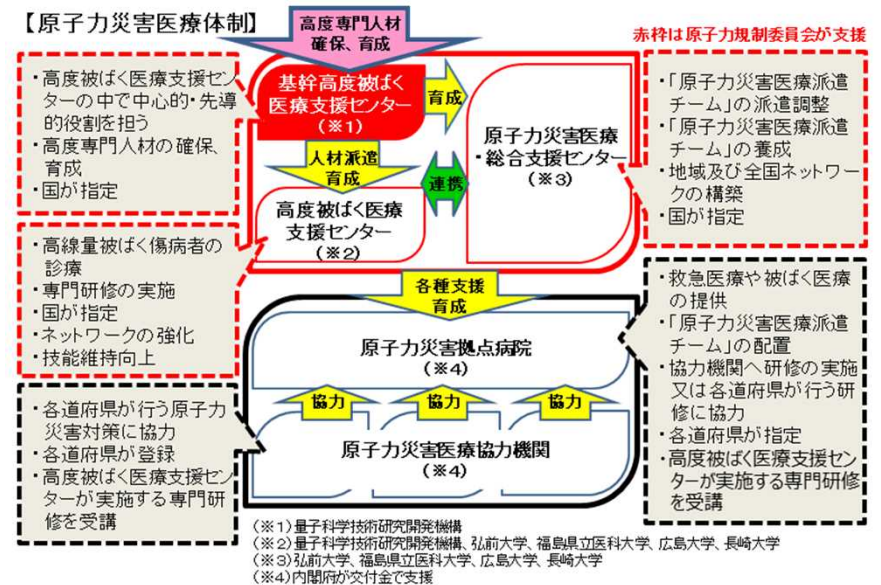 【原子力災害医療体制】
高度専門人材
確保、育成
赤枠は原子力規制委員会が支援
・高度被ばく医療支援セン
ターの中で中心的・先導
的役割を担う
・高度専門人材の確保、
育成
・国が指定
基幹高度被ばく
医療支援センター
(※1)
育成
原子力災害医療
・総合支援センター
(※3)
・「原子力災害医療派遣
チーム」の派遣調整
・「原子力災害医療派遣
チーム」の養成
・地域及び全国ネットワー
クの構築
・国が指定
人材派遣
育成
連携
高度被ばく医療
支援センター
(※2)
・高線量被ばく傷病者の
診療
・専門研修の実施
・国が指定
・ネットワークの強化
・技能維持向上
各種支援
育成
・救急医療や被ばく医療
の提供
・「原子力災害医療派遣
チーム」の配置
・協力機関へ研修の実施
又は各道府県が行う研
修に協力
・各道府県が指定
・高度被ばく医療支援セン
ターが実施する専門研修
を受講
原子力災害拠点病院
(※4)
協力
協力
協力
原子力災害医療協力機関
(※4)
・各道府県が行う原子力
災害対策に協力
・各道府県が登録
・高度被ばく医療支援セン
ターが実施する専門研
修を受講
(※1)量子科学技術研究開発機構
(※2)量子科学技術研究開発機構、弘前大学、福島県立医科大学、広島大学、長崎大学
(※3)弘前大学、福島県立医科大学、広島大学、長崎大学
(※4)内閣府が交付金で支援